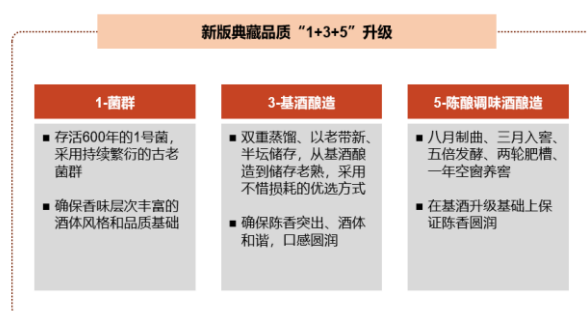 新版典藏品质“1+3+5”升级
1-菌群
■ 存活600年的1号菌，
采用持续繁衍的古老
菌群
■ 确保香味层次丰富的
酒体风格和品质基础
3-基酒酿造
■ 双重蒸馏、以老带新、
半坛储存，从基酒酿
造到储存老熟，采用
不惜损耗的优选方式
■ 确保陈香突出、酒体
和谐，口感圆润
5-陈酿调味酒酿造
■ 八月制曲、三月入窖、
五倍发酵、两轮肥槽、
一年空窗养窖
■ 在基酒升级基础上保
证陈香圆润